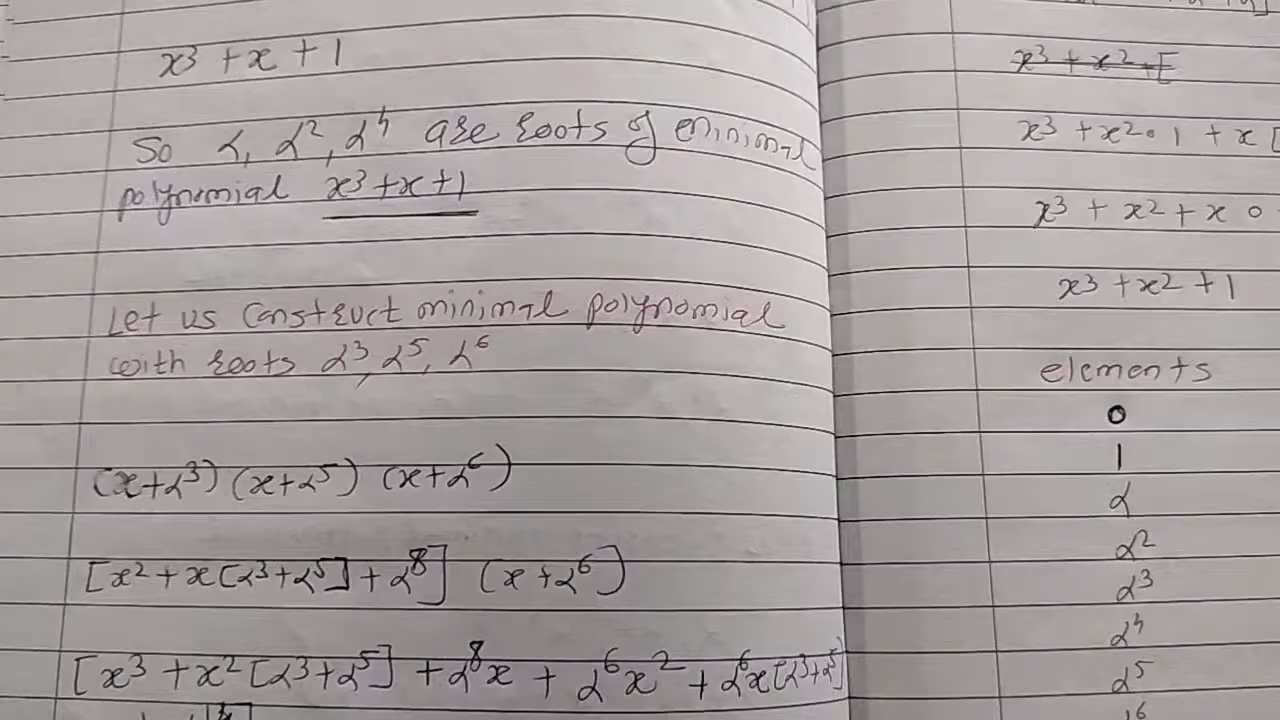 x³ + x + 1
So α, α², α⁴ are roots of minimal
polynomial x³+x+1
Let us construct minimal polynomial
with roots α³, α⁵, α⁶
(x+α³) (x+α⁵) (x+α⁶)
[x² + x[α³+α⁵] + α⁸] (x + α⁶)
[x³ + x²[α³+α⁵] + α⁸x + α⁶x² + α⁶x[α³+α⁵]
x³ + x² +[
x³ + x²·1 + x[
x³ + x² + x 0
x³ + x² + 1
elements
0
1
α
α²
α³
α⁴
α⁵
α⁶